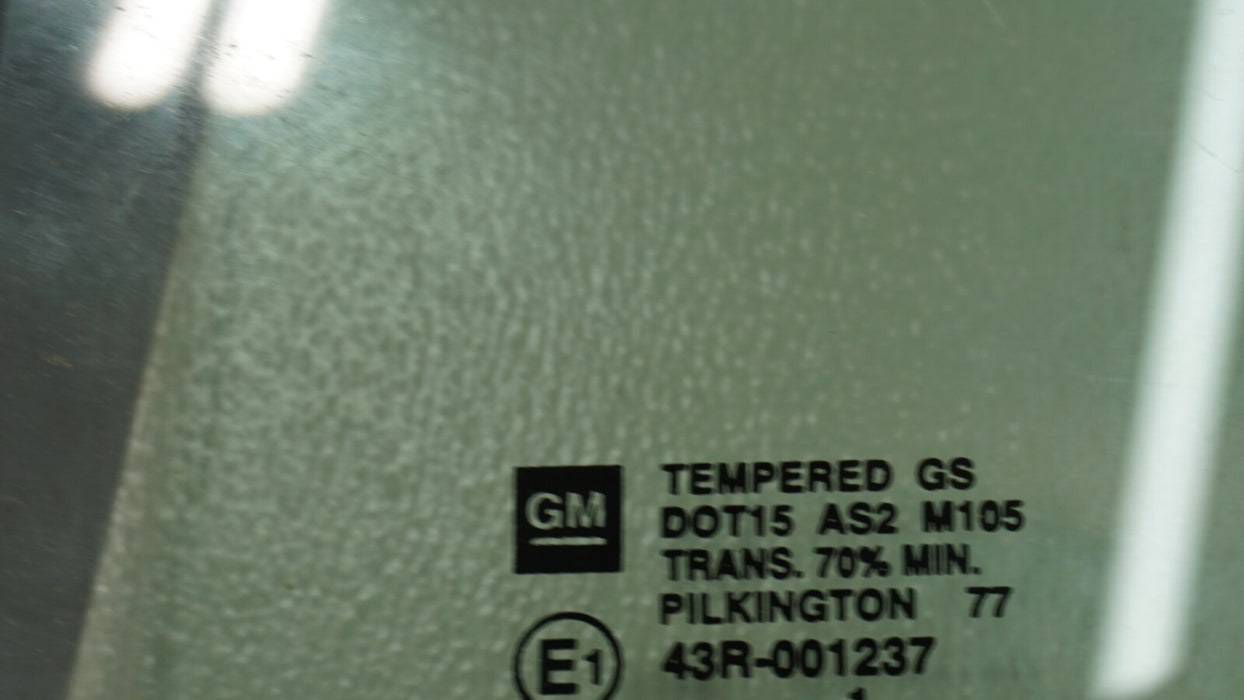 GM
TEMPERED GS
DOT15 AS2 M105
TRANS. 70% MIN.
PILKINGTON 77
E1
43R-001237